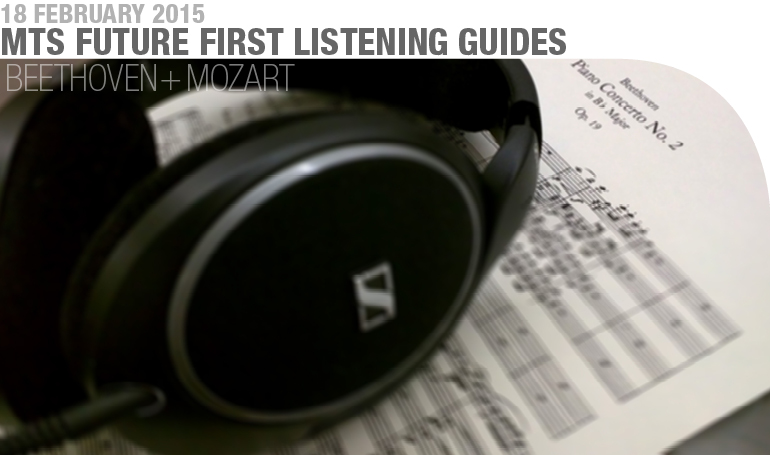 18 FEBRUARY 2015
MTS FUTURE FIRST LISTENING GUIDES
BEETHOVEN+MOZART
Beethoven
Piano Concerto No. 2
in B♭ Major
Op. 19